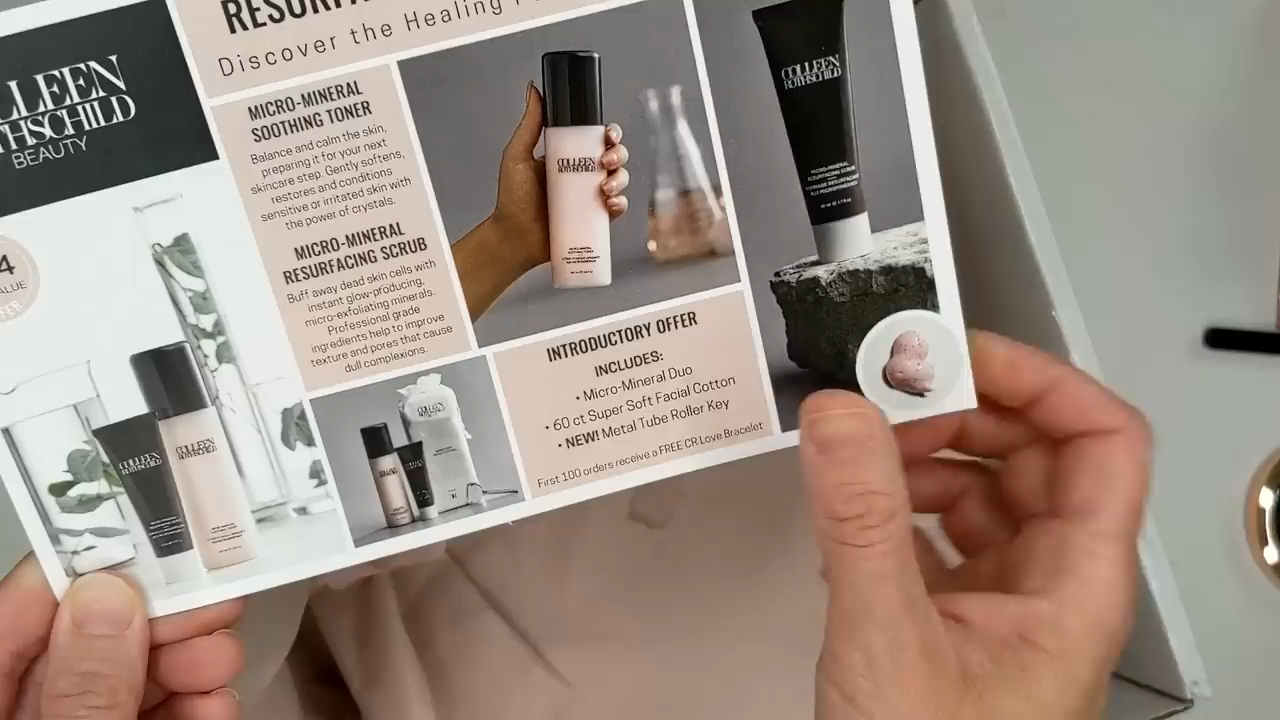 Discover the Healing
COLLEEN
ROTHSCHILD
BEAUTY
MICRO-MINERAL
SOOTHING TONER
Balance and calm the skin,
preparing it for your next
skincare step. Gently softens,
restores and conditions
sensitive or irritated skin with
the power of crystals.
MICRO-MINERAL
RESURFACING SCRUB
Buff away dead skin cells with
instant glow-producing,
micro-exfoliating minerals.
Professional grade
ingredients help to improve
texture and pores that cause
dull complexions.
COLLEEN
ROTHSCHILD
COLLEEN
ROTHSCHILD
MICRO-MINERAL
RESURFACING SCRUB
INTRODUCTORY OFFER
INCLUDES:
• Micro-Mineral Duo
• 60 ct Super Soft Facial Cotton
• NEW! Metal Tube Roller Key
First 100 orders receive a FREE CR Love Bracelet
COLLEEN
ROTHSCHILD
COLLEEN
ROTHSCHILD